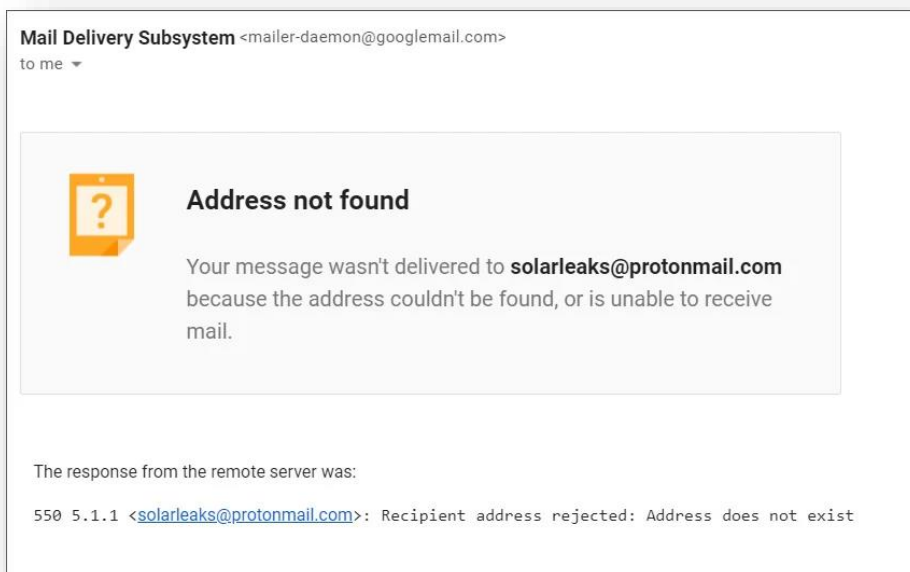 Mail Delivery Subsystem <mailer-daemon@googlemail.com>
to me
?
Address not found
Your message wasn't delivered to solarleaks@protonmail.com
because the address couldn't be found, or is unable to receive
mail.
The response from the remote server was:
550 5.1.1 <solarleaks@protonmail.com>: Recipient address rejected: Address does not exist